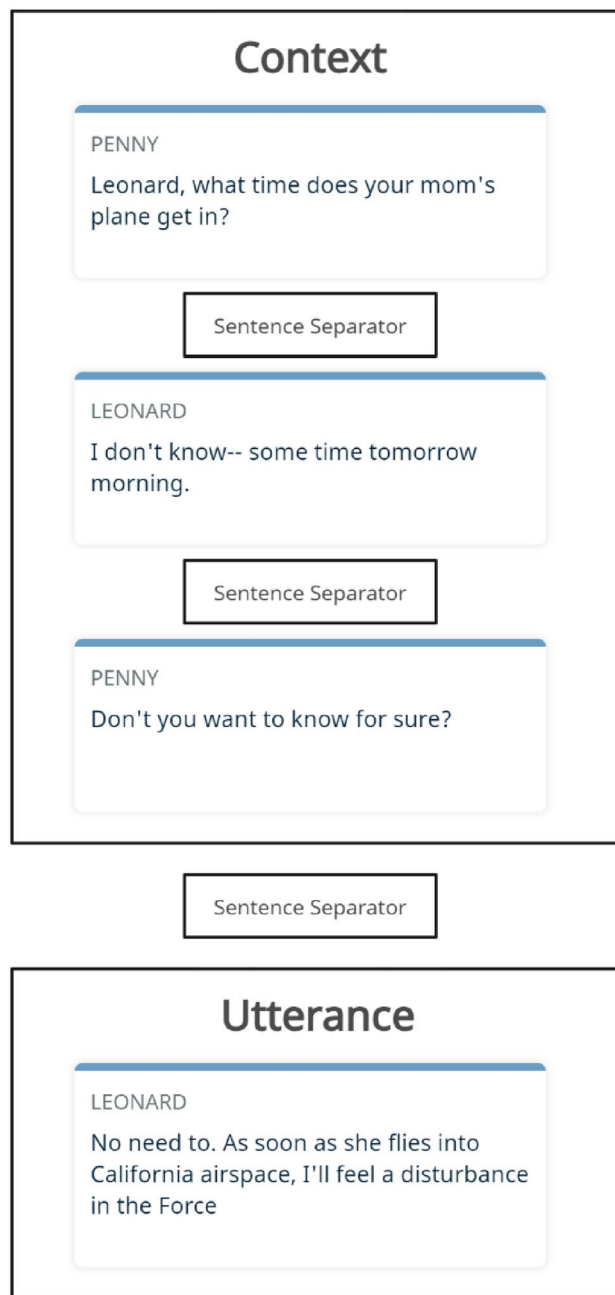 Context
PENNY
Leonard, what time does your mom's
plane get in?
Sentence Separator
LEONARD
I don't know-- some time tomorrow
morning.
Sentence Separator
PENNY
Don't you want to know for sure?
Sentence Separator
Utterance
LEONARD
No need to. As soon as she flies into
California airspace, I'll feel a disturbance
in the Force